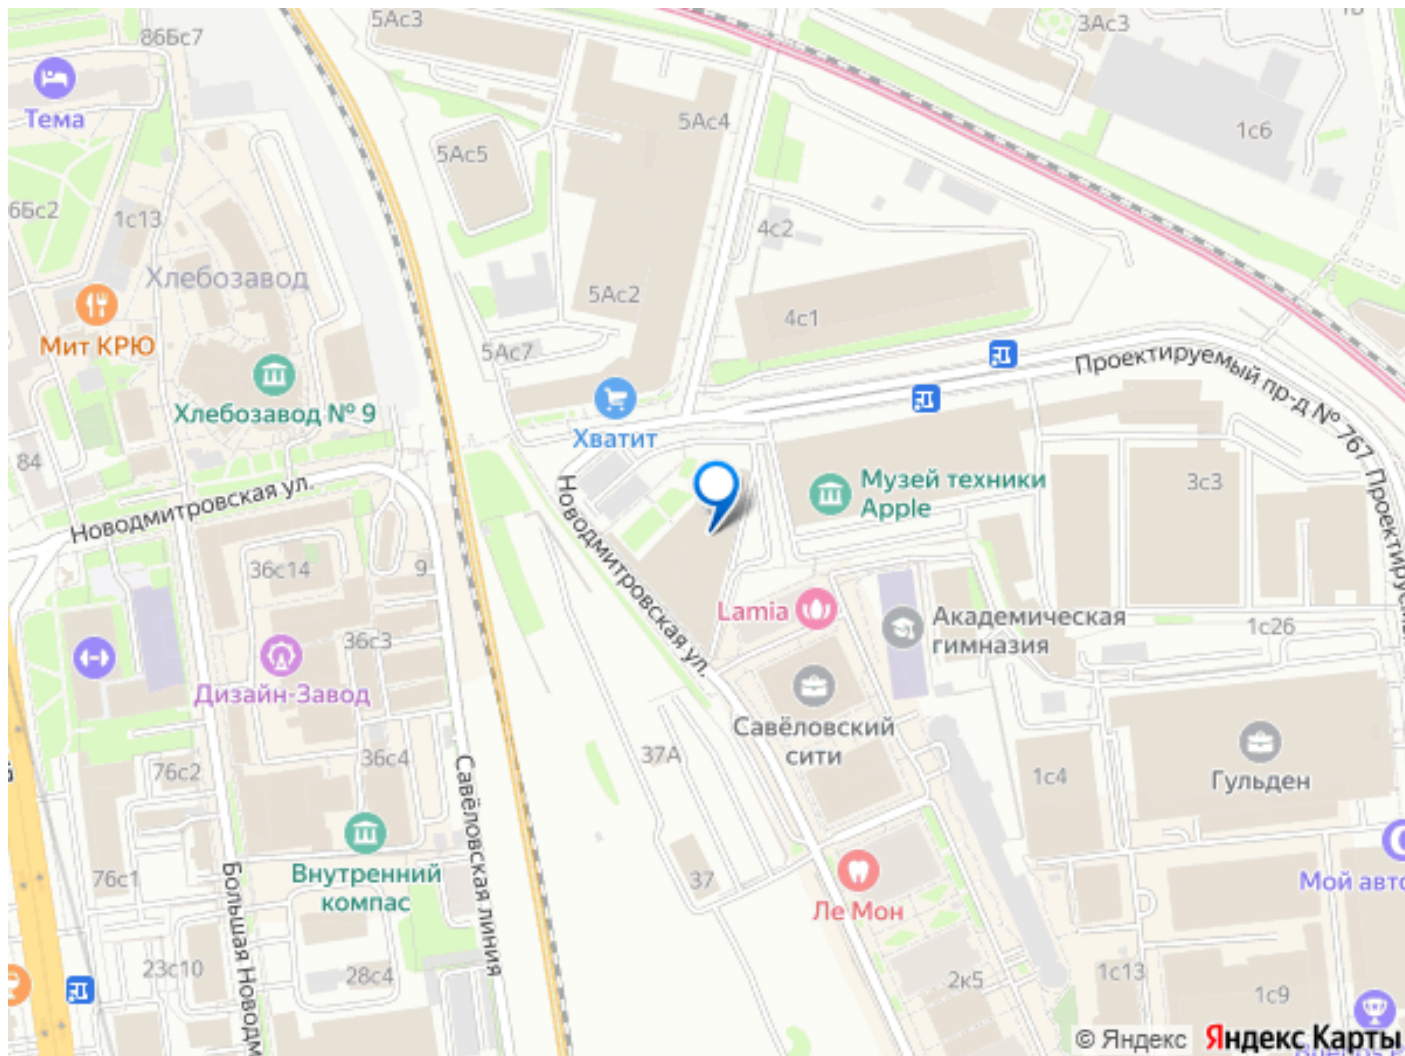 86Бс7
5Ас3
3Ас3
Тема
5Ас4
1с6
5Ас5
6Бс2
1с13
4с2
Хлебозавод
5Ас2
4с1
Мит КРЮ
5Ас7
Проектируемый пр-д № 767
Хлебозавод № 9
Хватит
84
Музей техники
Apple
3с3
Новодмитровская ул.
Новодмитровская ул.
36с14
9
Lamia
Академическая
гимназия
1с26
36с3
Дизайн-Завод
Савёловский
сити
37А
36с4
76с2
1с4
Гульден
Савёловская линия
Внутренний
компас
76с1
37
Большая Новодм
Ле Мон
Мой авто
23с10
28с4
2к5
1с13
1с9
© Яндекс Яндекс Карты